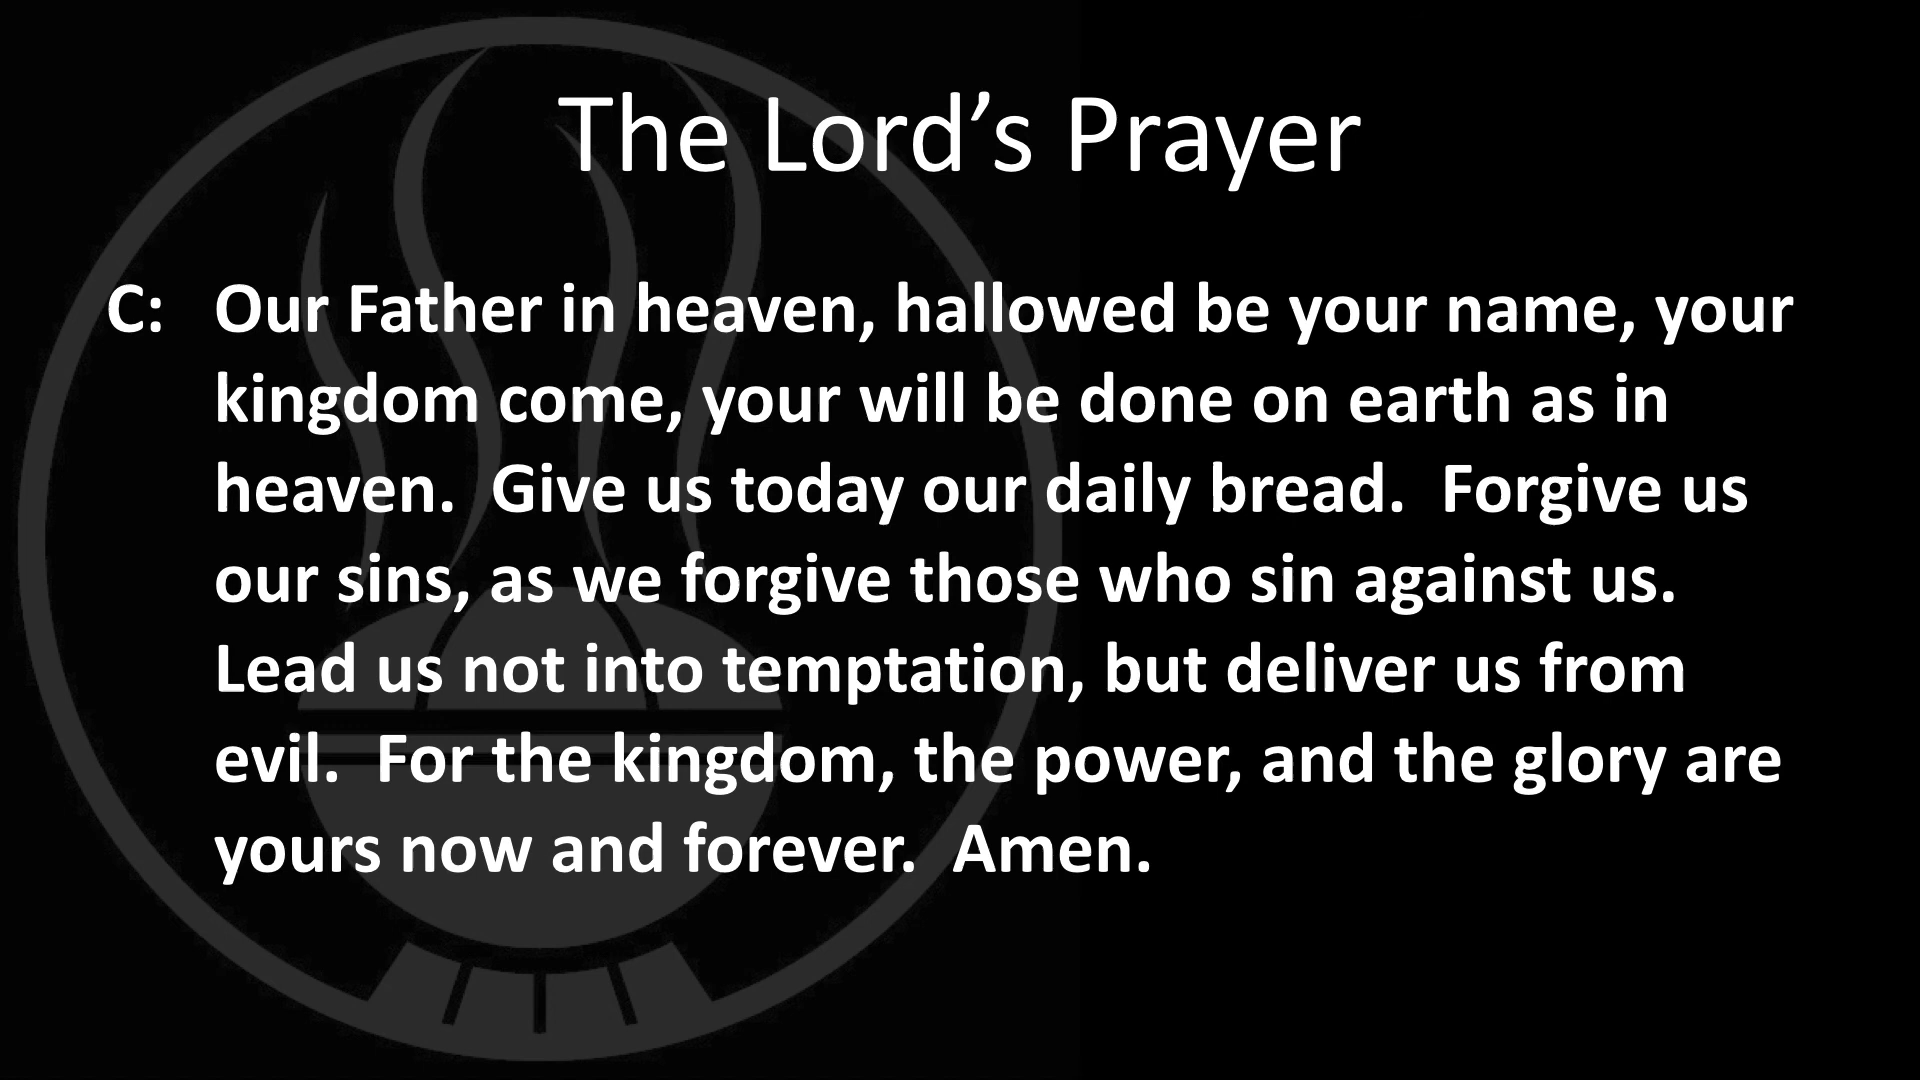 The Lord’s Prayer
C: Our Father in heaven, hallowed be your name, your
kingdom come, your will be done on earth as in
heaven.  Give us today our daily bread.  Forgive us
our sins, as we forgive those who sin against us.
Lead us not into temptation, but deliver us from
evil.  For the kingdom, the power, and the glory are
yours now and forever.  Amen.